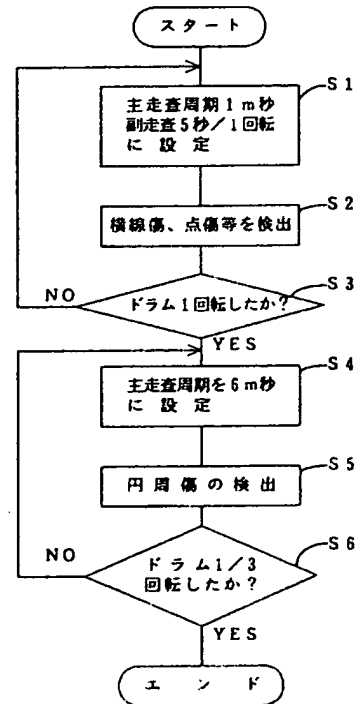 スタート
S1
主走査周期1m秒
副走査5秒/1回転
に設定
S2
横線傷、点傷等を検出
S3
ドラム1回転したか?
NO
YES
S4
主走査周期を6m秒
に設定
S5
円周傷の検出
S6
ドラム1/3
回転したか?
NO
YES
エンド